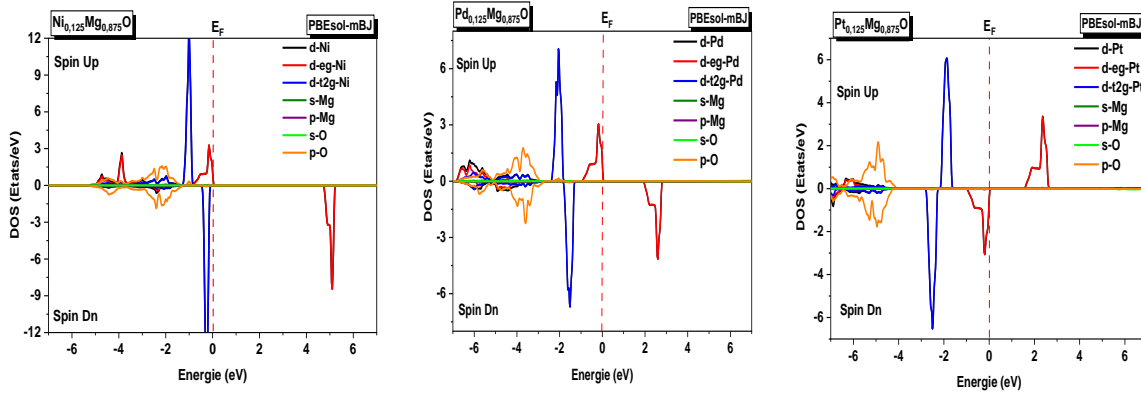 Ni0,125Mg0,875O
EF
PBEsol-mBJ
Spin Up
d-Ni
d-eg-Ni
d-t2g-Ni
s-Mg
p-Mg
s-O
p-O
Spin Dn
DOS (Etats/eV)
12
9
6
3
0
-3
-6
-9
-12
-6
-4
-2
0
2
4
6
Energie (eV)
Pd0,125Mg0,875O
EF
PBEsol-mBJ
Spin Up
d-Pd
d-eg-Pd
d-t2g-Pd
s-Mg
p-Mg
s-O
p-O
Spin Dn
DOS (Etats/eV)
6
3
0
-3
-6
-6
-4
-2
0
2
4
6
Energie (eV)
Pt0,125Mg0,875O
EF
PBEsol-mBJ
Spin Up
d-Pt
d-eg-Pt
d-t2g-Pt
s-Mg
p-Mg
s-O
p-O
Spin Dn
DOS (Etats/eV)
6
4
2
0
-2
-4
-6
-6
-4
-2
0
2
4
6
Energie (eV)